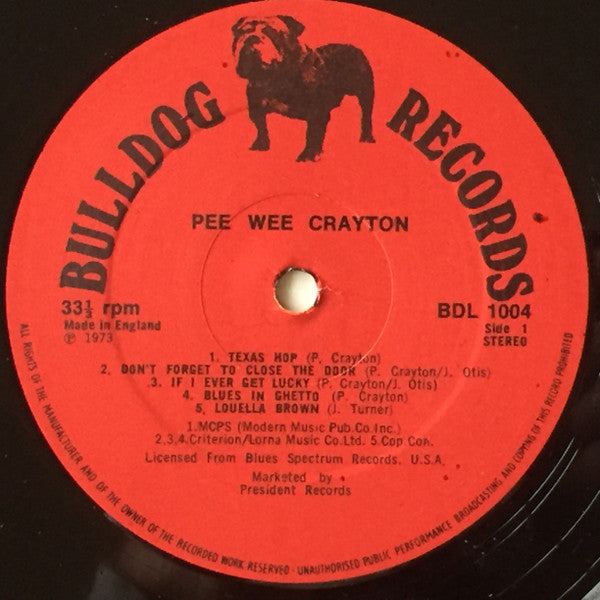 BULLDOG RECORDS
PEE WEE CRAYTON
33⅓ rpm
Made in England
℗ 1973
BDL 1004
Side 1
STEREO
1. TEXAS HOP (P. Crayton)
2. DON'T FORGET TO CLOSE THE DOOR (P. Crayton/J. Otis)
3. IF I EVER GET LUCKY (P. Crayton/J. Otis)
4. BLUES IN GHETTO (P. Crayton)
5. LOUELLA BROWN (J. Turner)
1.MCPS (Modern Music Pub.Co.Inc.)
2,3,4.Criterion/Lorna Music Co.Ltd. 5.Cop Con.
Licensed From Blues Spectrum Records, U.S.A.
Marketed by
President Records
ALL RIGHTS OF THE MANUFACTURER AND OF THE OWNER OF THE RECORDED WORK RESERVED · UNAUTHORISED PUBLIC PERFORMANCE BROADCASTING AND COPYING OF THIS RECORD PROHIBITED